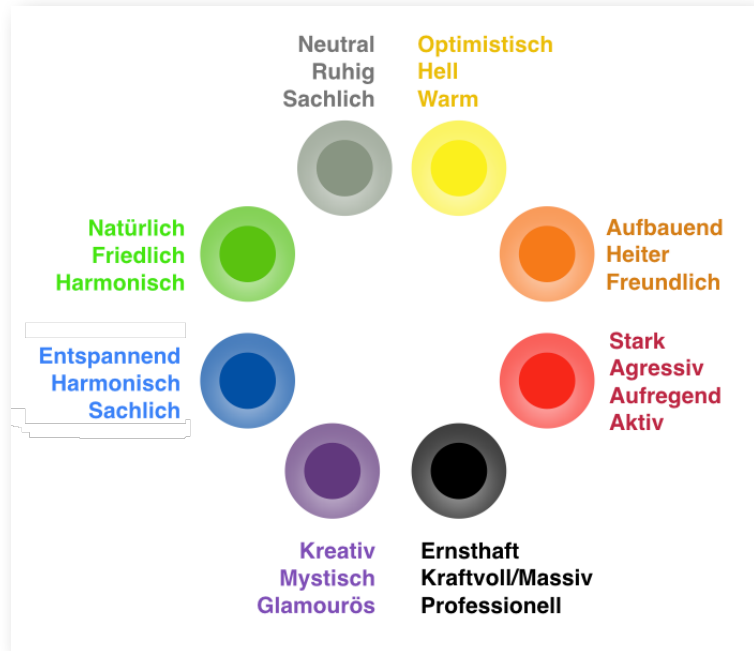 Neutral
Ruhig
Sachlich
Optimistisch
Hell
Warm
Natürlich
Friedlich
Harmonisch
Aufbauend
Heiter
Freundlich
Entspannend
Harmonisch
Sachlich
Stark
Agressiv
Aufregend
Aktiv
Kreativ
Mystisch
Glamourös
Ernsthaft
Kraftvoll/Massiv
Professionell